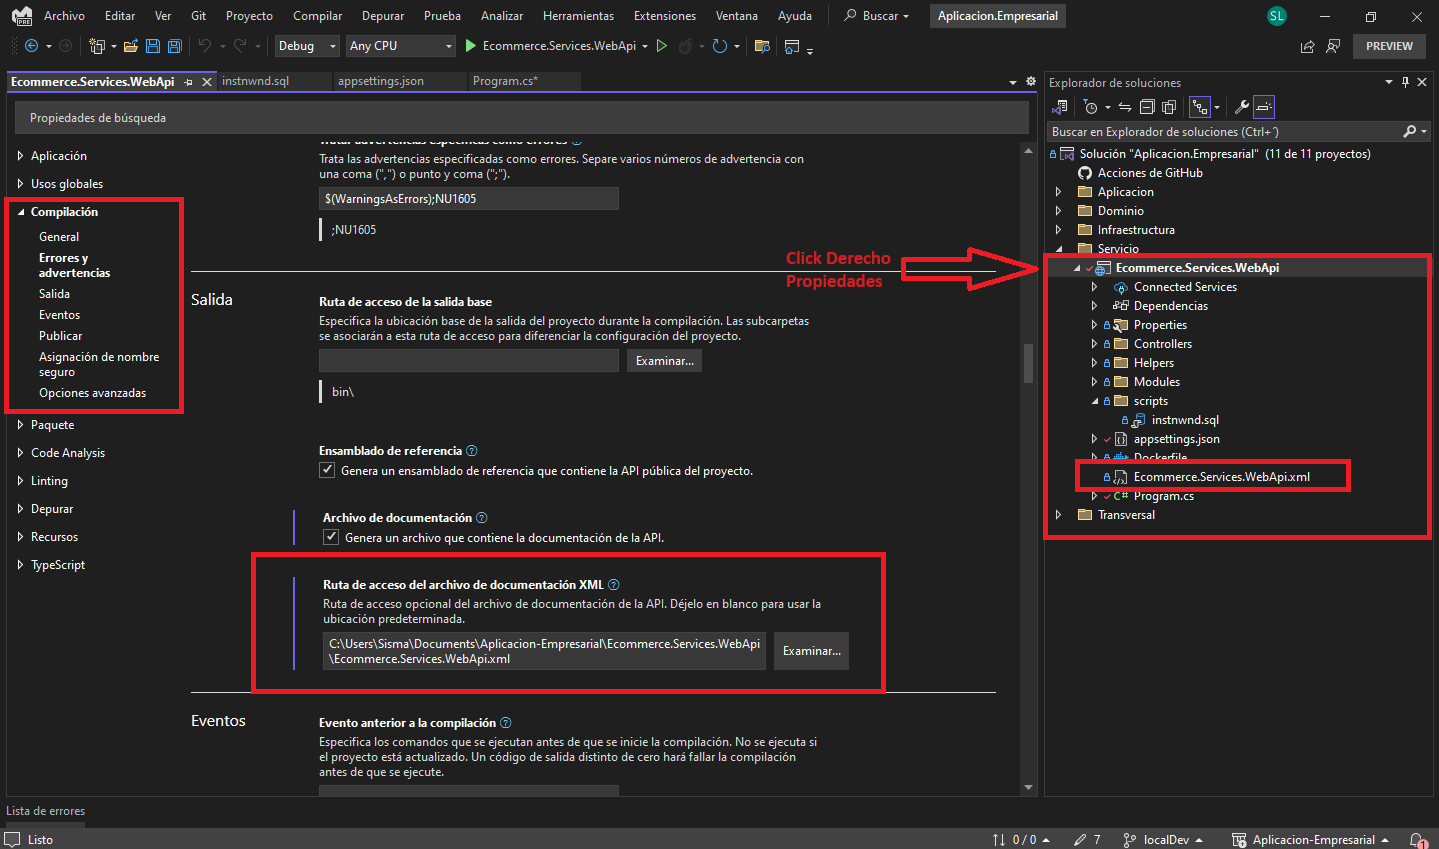 PRE
Archivo Editar Ver Git Proyecto Compilar Depurar Prueba Analizar Herramientas Extensiones Ventana Ayuda Buscar Aplicacion.Empresarial SL
Debug Any CPU Ecommerce.Services.WebApi PREVIEW
Ecommerce.Services.WebApi instnwnd.sql appsettings.json Program.cs*
Propiedades de búsqueda
Aplicación
Usos globales
Compilación
General
Errores y
advertencias
Salida
Eventos
Publicar
Asignación de nombre
seguro
Opciones avanzadas
Paquete
Code Analysis
Linting
Depurar
Recursos
TypeScript
Tratar advertencias específicas como errores
Trata las advertencias especificadas como errores. Separe varios números de advertencia con
una coma (",") o punto y coma (";").
$(WarningsAsErrors);NU1605
;NU1605
Click Derecho
Propiedades
Salida
Ruta de acceso de la salida base
Especifica la ubicación base de la salida del proyecto durante la compilación. Las subcarpetas
se asociarán a esta ruta de acceso para diferenciar la configuración del proyecto.
Examinar...
bin\
Ensamblado de referencia
Genera un ensamblado de referencia que contiene la API pública del proyecto.
Archivo de documentación
Genera un archivo que contiene la documentación de la API.
Ruta de acceso del archivo de documentación XML
Ruta de acceso opcional del archivo de documentación de la API. Déjelo en blanco para usar la
ubicación predeterminada.
C:\Users\Sisma\Documents\Aplicacion-Empresarial\Ecommerce.Services.WebApi
\Ecommerce.Services.WebApi.xml
Examinar...
Eventos
Evento anterior a la compilación
Especifica los comandos que se ejecutan antes de que se inicie la compilación. No se ejecuta si
el proyecto está actualizado. Un código de salida distinto de cero hará fallar la compilación
antes de que se ejecute.
Explorador de soluciones
Buscar en Explorador de soluciones (Ctrl+´)
Solución "Aplicacion.Empresarial" (11 de 11 proyectos)
Acciones de GitHub
Aplicacion
Dominio
Infraestructura
Servicio
Ecommerce.Services.WebApi
Connected Services
Dependencias
Properties
Controllers
Helpers
Modules
scripts
instnwnd.sql
appsettings.json
Dockerfile
Ecommerce.Services.WebApi.xml
Program.cs
Transversal
Lista de errores
Listo 0 / 0 7 localDev Aplicacion-Empresarial 1